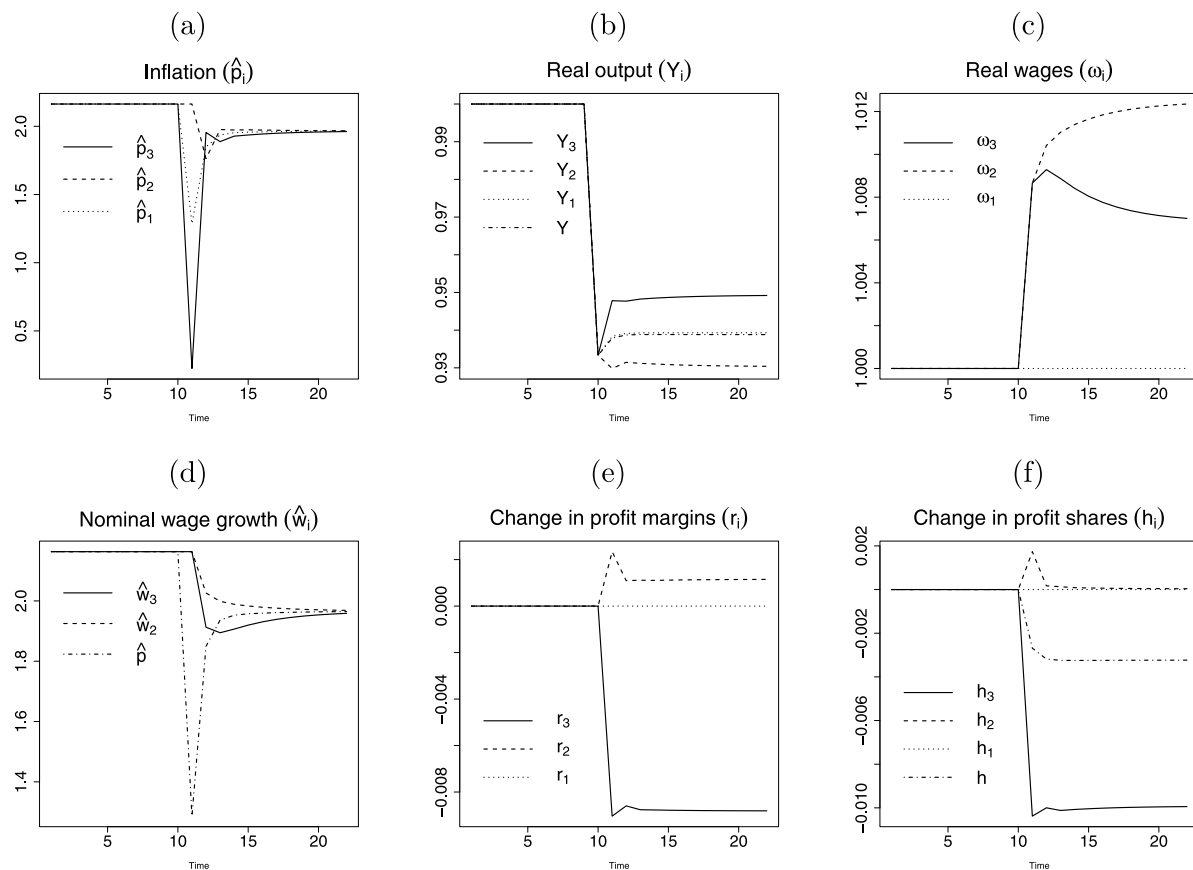 (a)
Inflation (p̂ᵢ)
2.0
1.5
1.0
0.5
p̂₃
p̂₂
p̂₁
5 10 15 20
Time
(b)
Real output (Yᵢ)
0.99
0.97
0.95
0.93
Y₃
Y₂
Y₁
Y
5 10 15 20
Time
(c)
Real wages (ωᵢ)
1.012
1.008
1.004
1.000
ω₃
ω₂
ω₁
5 10 15 20
Time
(d)
Nominal wage growth (ŵᵢ)
2.0
1.8
1.6
1.4
ŵ₃
ŵ₂
p̂
5 10 15 20
Time
(e)
Change in profit margins (rᵢ)
0.000
−0.004
−0.008
r₃
r₂
r₁
5 10 15 20
Time
(f)
Change in profit shares (hᵢ)
0.002
−0.002
−0.006
−0.010
h₃
h₂
h₁
h
5 10 15 20
Time